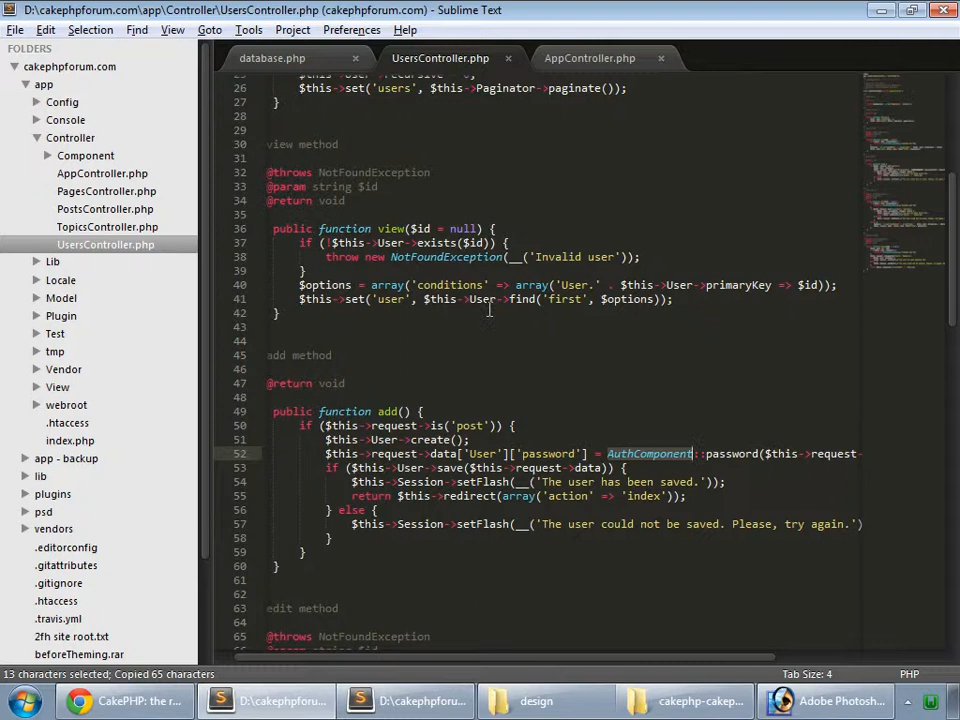 D:\cakephpforum.com\app\Controller\UsersController.php (cakephpforum.com) - Sublime Text
File Edit Selection Find View Goto Tools Project Preferences Help
FOLDERS
cakephpforum.com
app
Config
Console
Controller
Component
AppController.php
PagesController.php
PostsController.php
TopicsController.php
UsersController.php
Lib
Locale
Model
Plugin
Test
tmp
Vendor
View
webroot
.htaccess
index.php
app - backup
psd
vendors
.editorconfig
.gitattributes
.gitignore
.htaccess
.travis.yml
2fh site root.txt
beforeTheming.rar
database.php UsersController.php AppController.php
26 $this->set('users', $this->Paginator->paginate());
27 }
28
29
30 view method
31
32 @throws NotFoundException
33 @param string $id
34 @return void
35
36 public function view($id = null) {
37 if (!$this->User->exists($id)) {
38 throw new NotFoundException(__('Invalid user'));
39 }
40 $options = array('conditions' => array('User.' . $this->User->primaryKey => $id));
41 $this->set('user', $this->User->find('first', $options));
42 }
43
44
45 add method
46
47 @return void
48
49 public function add() {
50 if ($this->request->is('post')) {
51 $this->User->create();
52 $this->request->data['User']['password'] = AuthComponent::password($this->request-
53 if ($this->User->save($this->request->data)) {
54 $this->Session->setFlash(__('The user has been saved.'));
55 return $this->redirect(array('action' => 'index'));
56 } else {
57 $this->Session->setFlash(__('The user could not be saved. Please, try again.')
58 }
59 }
60 }
61
62
63 edit method
64
65 @throws NotFoundException
13 characters selected; Copied 65 characters Tab Size: 4 PHP
CakePHP: the r... D:\cakephpforum... D:\cakephpforum... design cakephp-cakep... Adobe Photosh...